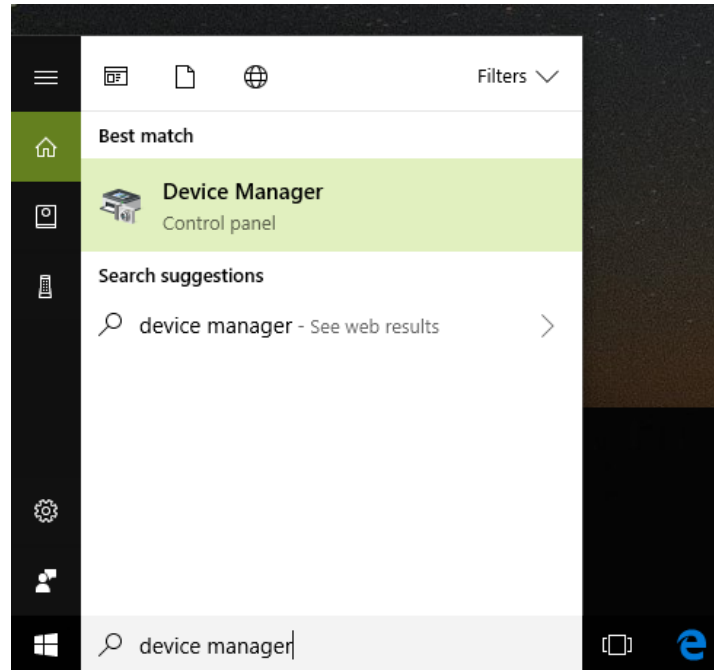 Filters
Best match
Device Manager
Control panel
Search suggestions
device manager - See web results
device manager